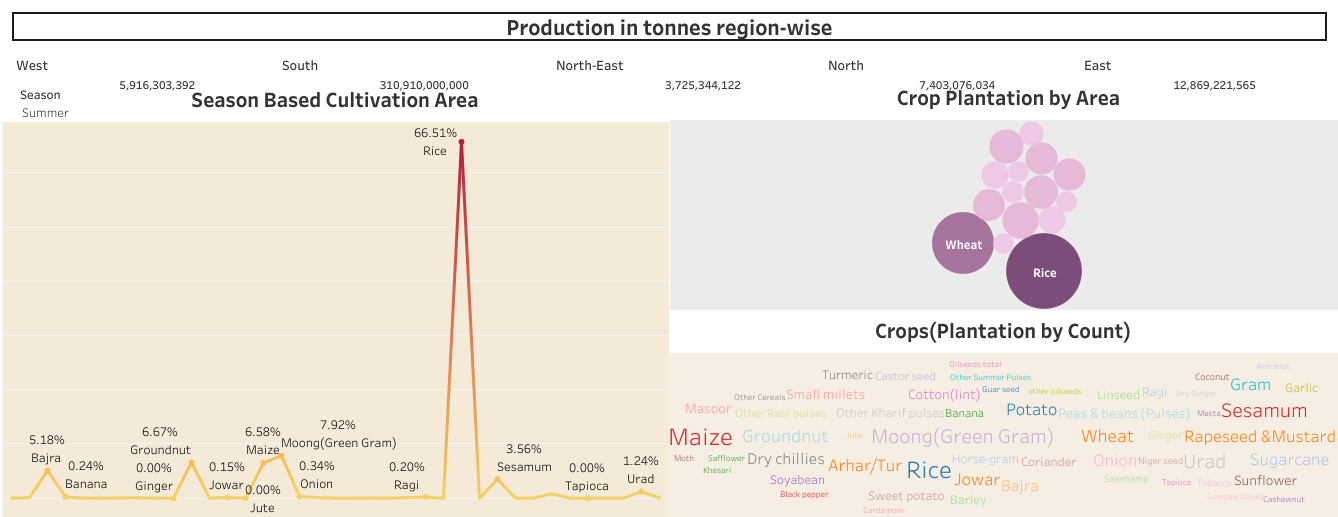 Production in tonnes region-wise
West South North-East North East
5,916,303,392 310,910,000,000 3,725,344,122 7,403,076,034 12,869,221,565
Season
Summer
Season Based Cultivation Area
66.51%
Rice
5.18%
Bajra
0.24%
Banana
6.67%
Groundnut
0.00%
Ginger
0.15%
Jowar
6.58%
Maize
0.00%
Jute
7.92%
Moong(Green Gram)
0.34%
Onion
0.20%
Ragi
3.56%
Sesamum
0.00%
Tapioca
1.24%
Urad
Crop Plantation by Area
Wheat
Rice
Crops(Plantation by Count)
Oilseeds total
Arecanut
Turmeric Castor seed Other Summer Pulses Coconut
Gram Garlic
Other Cereals Small millets Cotton(lint) Guar seed other oilseeds Linseed Ragi Dry Ginger
Masoor Other Rabi pulses Other Kharif pulses Banana Potato Peas & beans (Pulses) Mesta Sesamum
Maize Groundnut Jute Moong(Green Gram) Wheat Ginger Rapeseed &Mustard
Moth Safflower Dry chillies Arhar/Tur Rice Horse-gram Coriander Onion Niger seed Urad Sugarcane
Khesari
Soyabean Jowar Bajra Sannhamp Tapioca Tobacco Sunflower
Black pepper Sweet potato Barley Cowpea(Lobia) Cashewnut
Cardamom